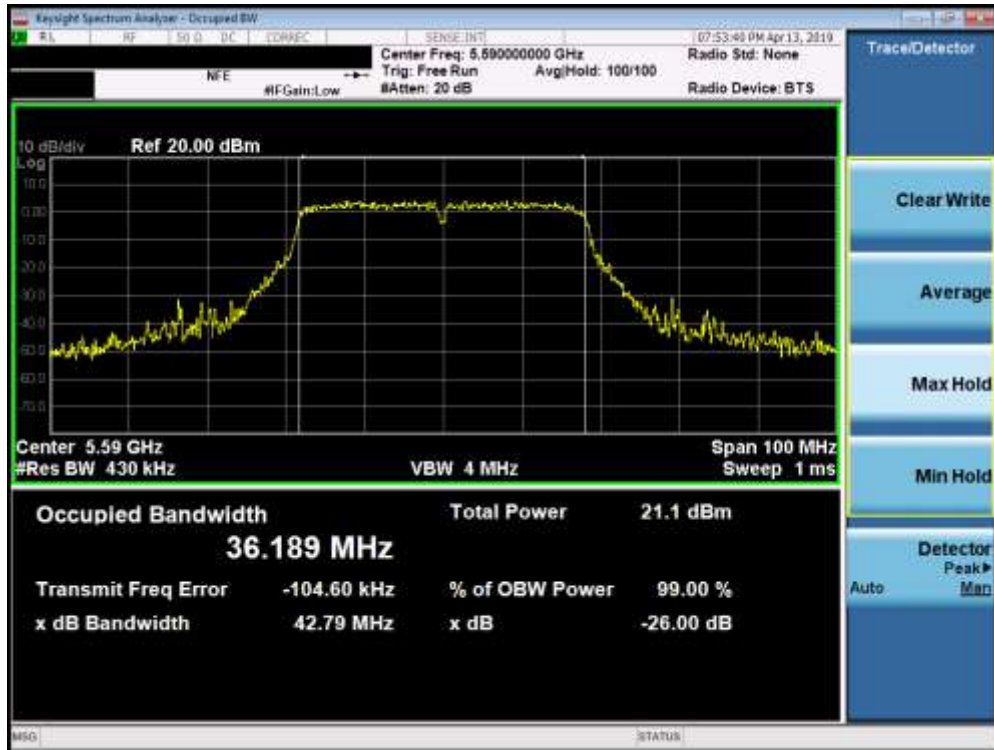 Keysight Spectrum Analyzer - Occupied BW
RL RF 50 Ω DC CORREC SENSE:INT 07:53:40 PM Apr 13, 2019
Center Freq: 5.590000000 GHz Radio Std: None
NFE Trig: Free Run Avg|Hold: 100/100
#IFGain:Low #Atten: 20 dB Radio Device: BTS
Trace/Detector
10 dB/div Ref 20.00 dBm
Log
10.0
0.00
Clear Write
Average
Max Hold
Min Hold
Detector
Peak▶
Auto Man
Center 5.59 GHz Span 100 MHz
#Res BW 430 kHz VBW 4 MHz Sweep 1 ms
Occupied Bandwidth Total Power 21.1 dBm
36.189 MHz
Transmit Freq Error -104.60 kHz % of OBW Power 99.00 %
x dB Bandwidth 42.79 MHz x dB -26.00 dB
MSG STATUS